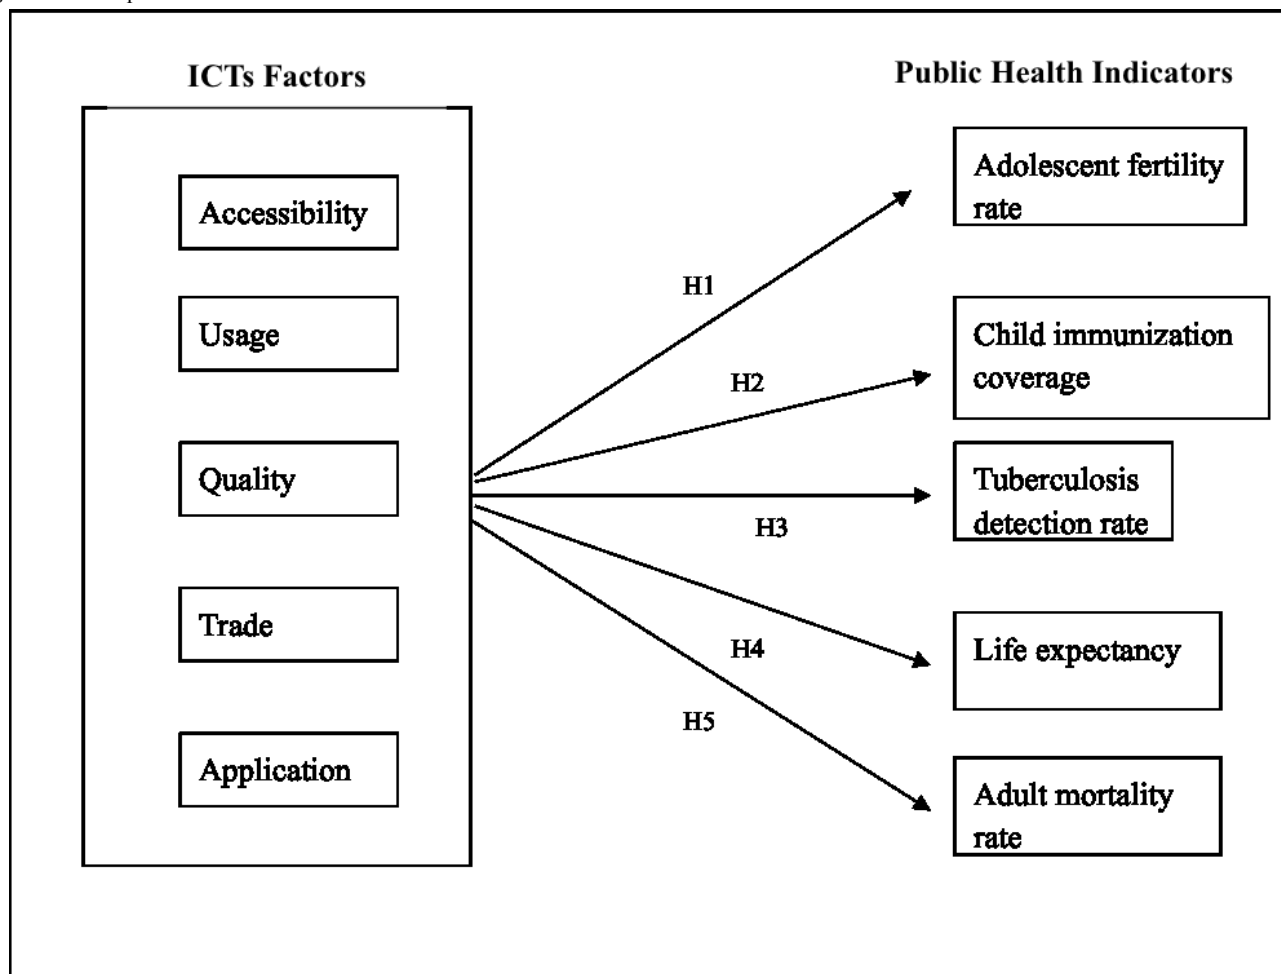 ICTs Factors
Public Health Indicators
Accessibility
Usage
Quality
Trade
Application
H1
H2
H3
H4
H5
Adolescent fertility
rate
Child immunization
coverage
Tuberculosis
detection rate
Life expectancy
Adult mortality
rate